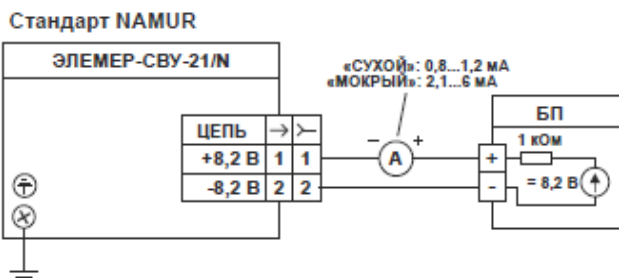 Стандарт NAMUR
ЭЛЕМЕР-СВУ-21/N
«СУХОЙ»: 0,8...1,2 мА
«МОКРЫЙ»: 2,1...6 мА
БП
ЦЕПЬ
+8,2 В 1 1
-8,2 В 2 2
− A +
1 кОм
+
= 8,2 В
-